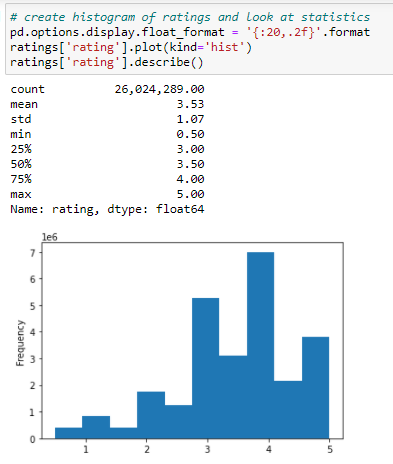 # create histogram of ratings and look at statistics
pd.options.display.float_format = '{:20,.2f}'.format
ratings['rating'].plot(kind='hist')
ratings['rating'].describe()
count 26,024,289.00
mean 3.53
std 1.07
min 0.50
25% 3.00
50% 3.50
75% 4.00
max 5.00
Name: rating, dtype: float64
1e6
7
6
5
4
3
2
1
0
Frequency
1 2 3 4 5